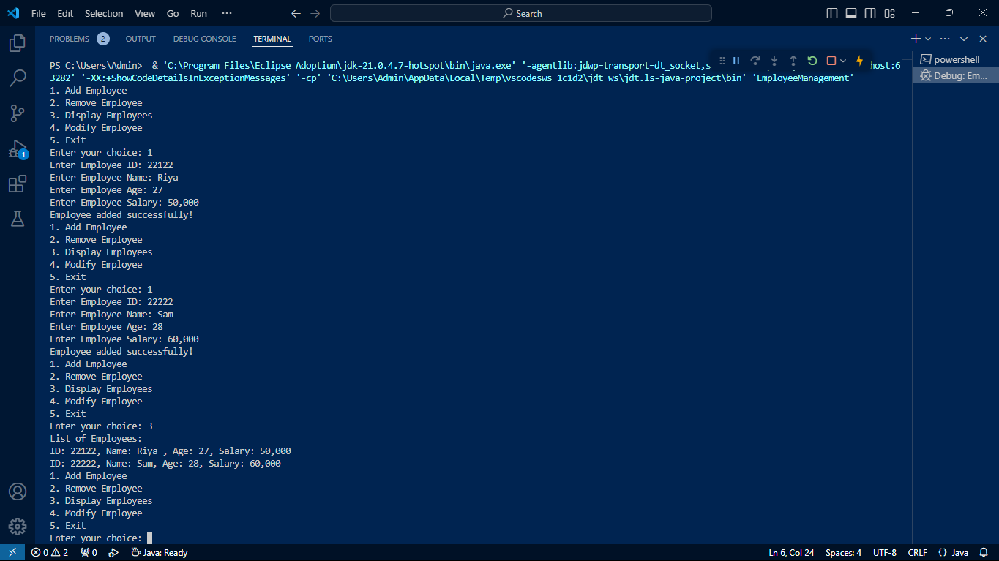 File Edit Selection View Go Run ··· Search
PROBLEMS 2 OUTPUT DEBUG CONSOLE TERMINAL PORTS
PS C:\Users\Admin> & 'C:\Program Files\Eclipse Adoptium\jdk-21.0.4.7-hotspot\bin\java.exe' '-agentlib:jdwp=transport=dt_socket,s host:6
3282' '-XX:+ShowCodeDetailsInExceptionMessages' '-cp' 'C:\Users\Admin\AppData\Local\Temp\vscodesws_1c1d2\jdt_ws\jdt.ls-java-project\bin' 'EmployeeManagement'
1. Add Employee
2. Remove Employee
3. Display Employees
4. Modify Employee
5. Exit
Enter your choice: 1
Enter Employee ID: 22122
Enter Employee Name: Riya
Enter Employee Age: 27
Enter Employee Salary: 50,000
Employee added successfully!
1. Add Employee
2. Remove Employee
3. Display Employees
4. Modify Employee
5. Exit
Enter your choice: 1
Enter Employee ID: 22222
Enter Employee Name: Sam
Enter Employee Age: 28
Enter Employee Salary: 60,000
Employee added successfully!
1. Add Employee
2. Remove Employee
3. Display Employees
4. Modify Employee
5. Exit
Enter your choice: 3
List of Employees:
ID: 22122, Name: Riya , Age: 27, Salary: 50,000
ID: 22222, Name: Sam, Age: 28, Salary: 60,000
1. Add Employee
2. Remove Employee
3. Display Employees
4. Modify Employee
5. Exit
Enter your choice:
powershell
Debug: Em...
1
0 2 0 Java: Ready Ln 6, Col 24 Spaces: 4 UTF-8 CRLF {} Java